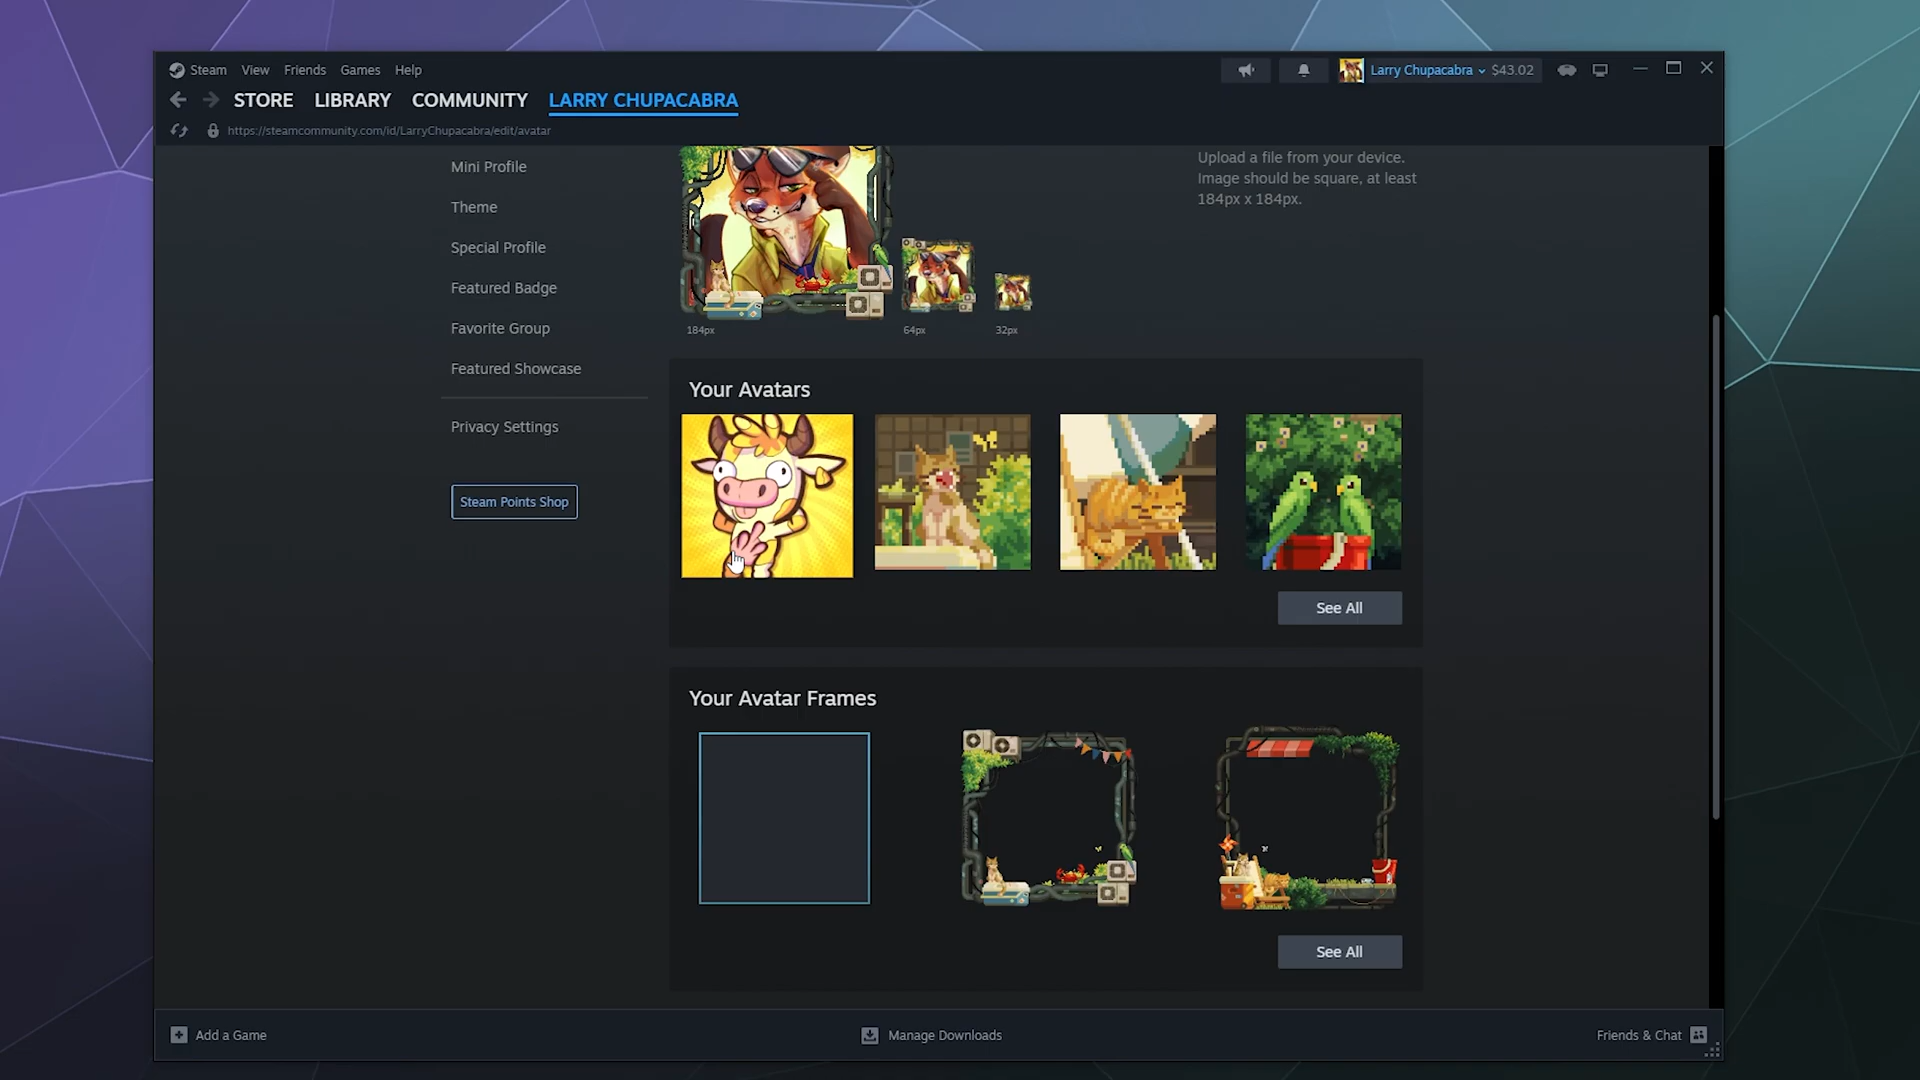 Steam View Friends Games Help
Larry Chupacabra $43.02
STORE LIBRARY COMMUNITY LARRY CHUPACABRA
https://steamcommunity.com/id/LarryChupacabra/edit/avatar
Mini Profile
Theme
Special Profile
Featured Badge
Favorite Group
Featured Showcase
Privacy Settings
Steam Points Shop
Upload a file from your device.
Image should be square, at least
184px x 184px.
184px 64px 32px
Your Avatars
See All
Your Avatar Frames
See All
Add a Game
Manage Downloads
Friends & Chat